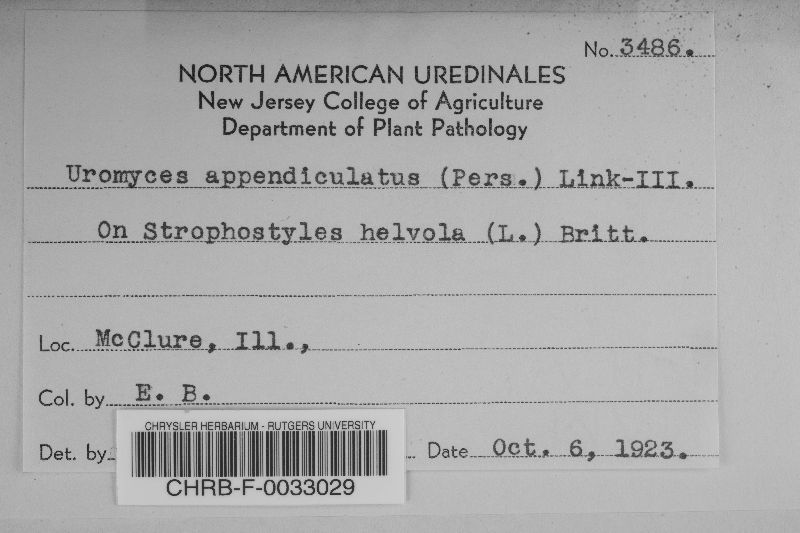 No. 3486.
NORTH AMERICAN UREDINALES
New Jersey College of Agriculture
Department of Plant Pathology
Uromyces appendiculatus (Pers.) Link-III.
On Strophostyles helvola (L.) Britt.
Loc. McClure, Ill.,
Col. by E. B.
Det. by Date Oct. 6, 1923.
CHRYSLER HERBARIUM - RUTGERS UNIVERSITY
CHRB-F-0033029